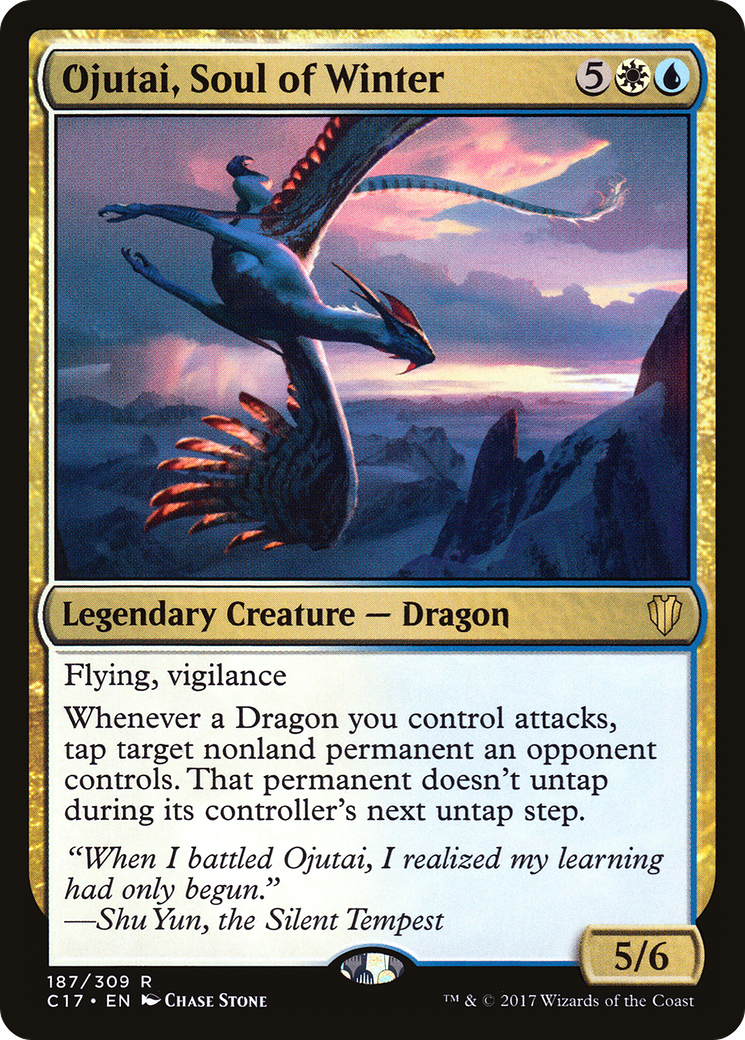 Ojutai, Soul of Winter
5
Legendary Creature — Dragon
Flying, vigilance
Whenever a Dragon you control attacks,
tap target nonland permanent an opponent
controls. That permanent doesn't untap
during its controller's next untap step.
“When I battled Ojutai, I realized my learning
had only begun.”
—Shu Yun, the Silent Tempest
5/6
187/309 R
C17 • EN Chase Stone
™ & © 2017 Wizards of the Coast